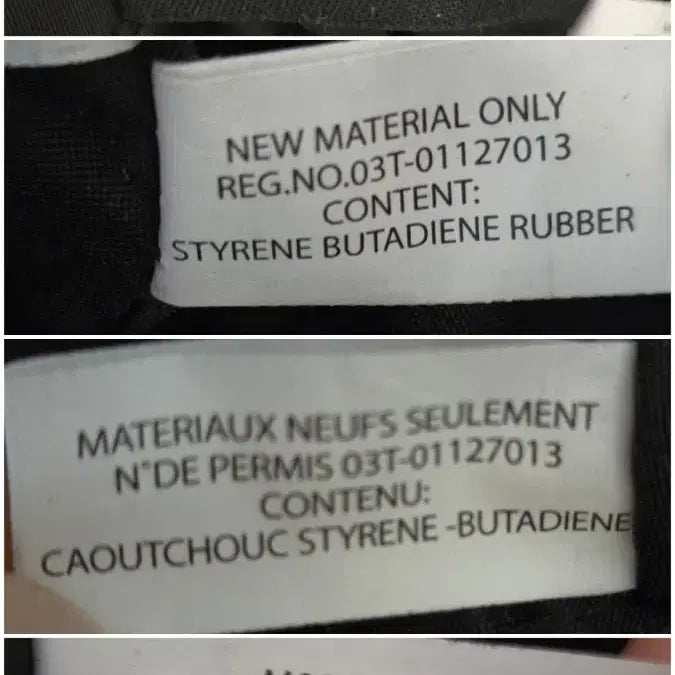 NEW MATERIAL ONLY
REG.NO.03T-01127013
CONTENT:
STYRENE BUTADIENE RUBBER
MATERIAUX NEUFS SEULEMENT
N°DE PERMIS 03T-01127013
CONTENU:
CAOUTCHOUC STYRENE -BUTADIENE